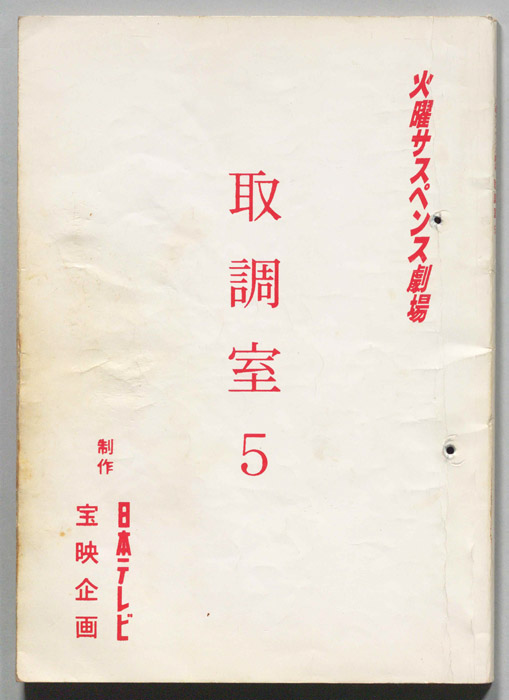 火曜サスペンス劇場
取調室5
制作
日本テレビ
宝映企画